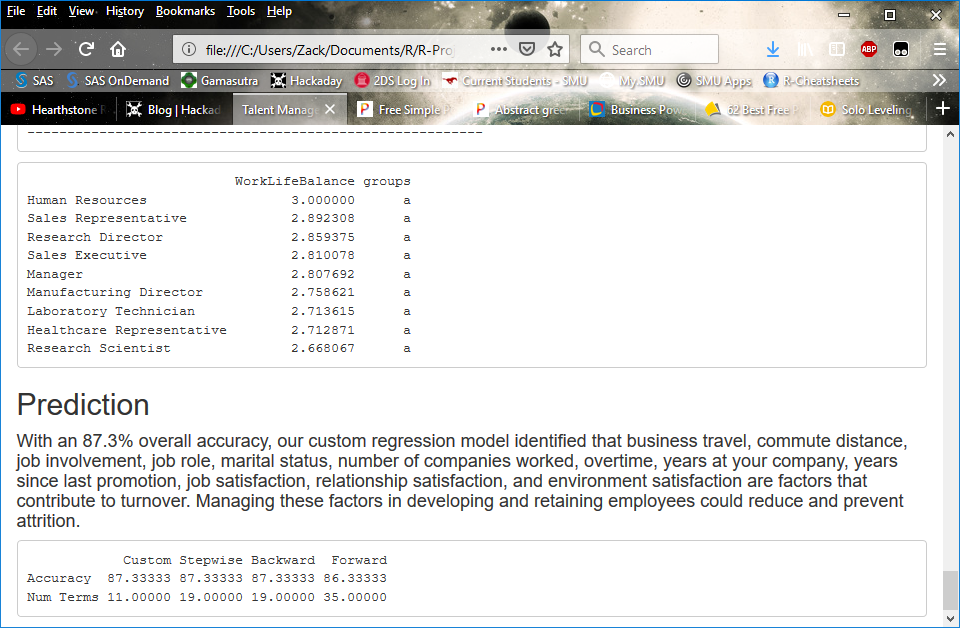 File Edit View History Bookmarks Tools Help
file:///C:/Users/Zack/Documents/R/R-Proj Search ABP
SAS SAS OnDemand Gamasutra Hackaday 2DS Log In Current Students - SMU My SMU SMU Apps R-Cheatsheets
Hearthstone Blog | Hackad Talent Manage Free Simple Abstract gre Business Pow 62 Best Free Solo Leveling
WorkLifeBalance groups
Human Resources 3.000000 a
Sales Representative 2.892308 a
Research Director 2.859375 a
Sales Executive 2.810078 a
Manager 2.807692 a
Manufacturing Director 2.758621 a
Laboratory Technician 2.713615 a
Healthcare Representative 2.712871 a
Research Scientist 2.668067 a
Prediction
With an 87.3% overall accuracy, our custom regression model identified that business travel, commute distance,
job involvement, job role, marital status, number of companies worked, overtime, years at your company, years
since last promotion, job satisfaction, relationship satisfaction, and environment satisfaction are factors that
contribute to turnover. Managing these factors in developing and retaining employees could reduce and prevent
attrition.
Custom Stepwise Backward Forward
Accuracy 87.33333 87.33333 87.33333 86.33333
Num Terms 11.00000 19.00000 19.00000 35.00000